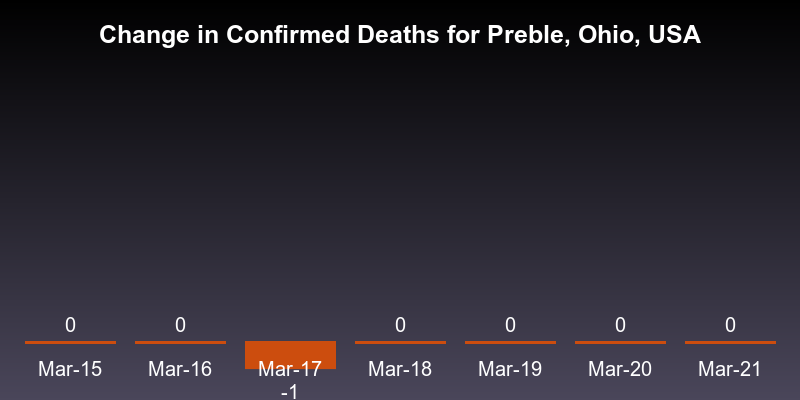 Change in Confirmed Deaths for Preble, Ohio, USA
0 0 0 0 0 0
Mar-15 Mar-16 Mar-17 Mar-18 Mar-19 Mar-20 Mar-21
-1